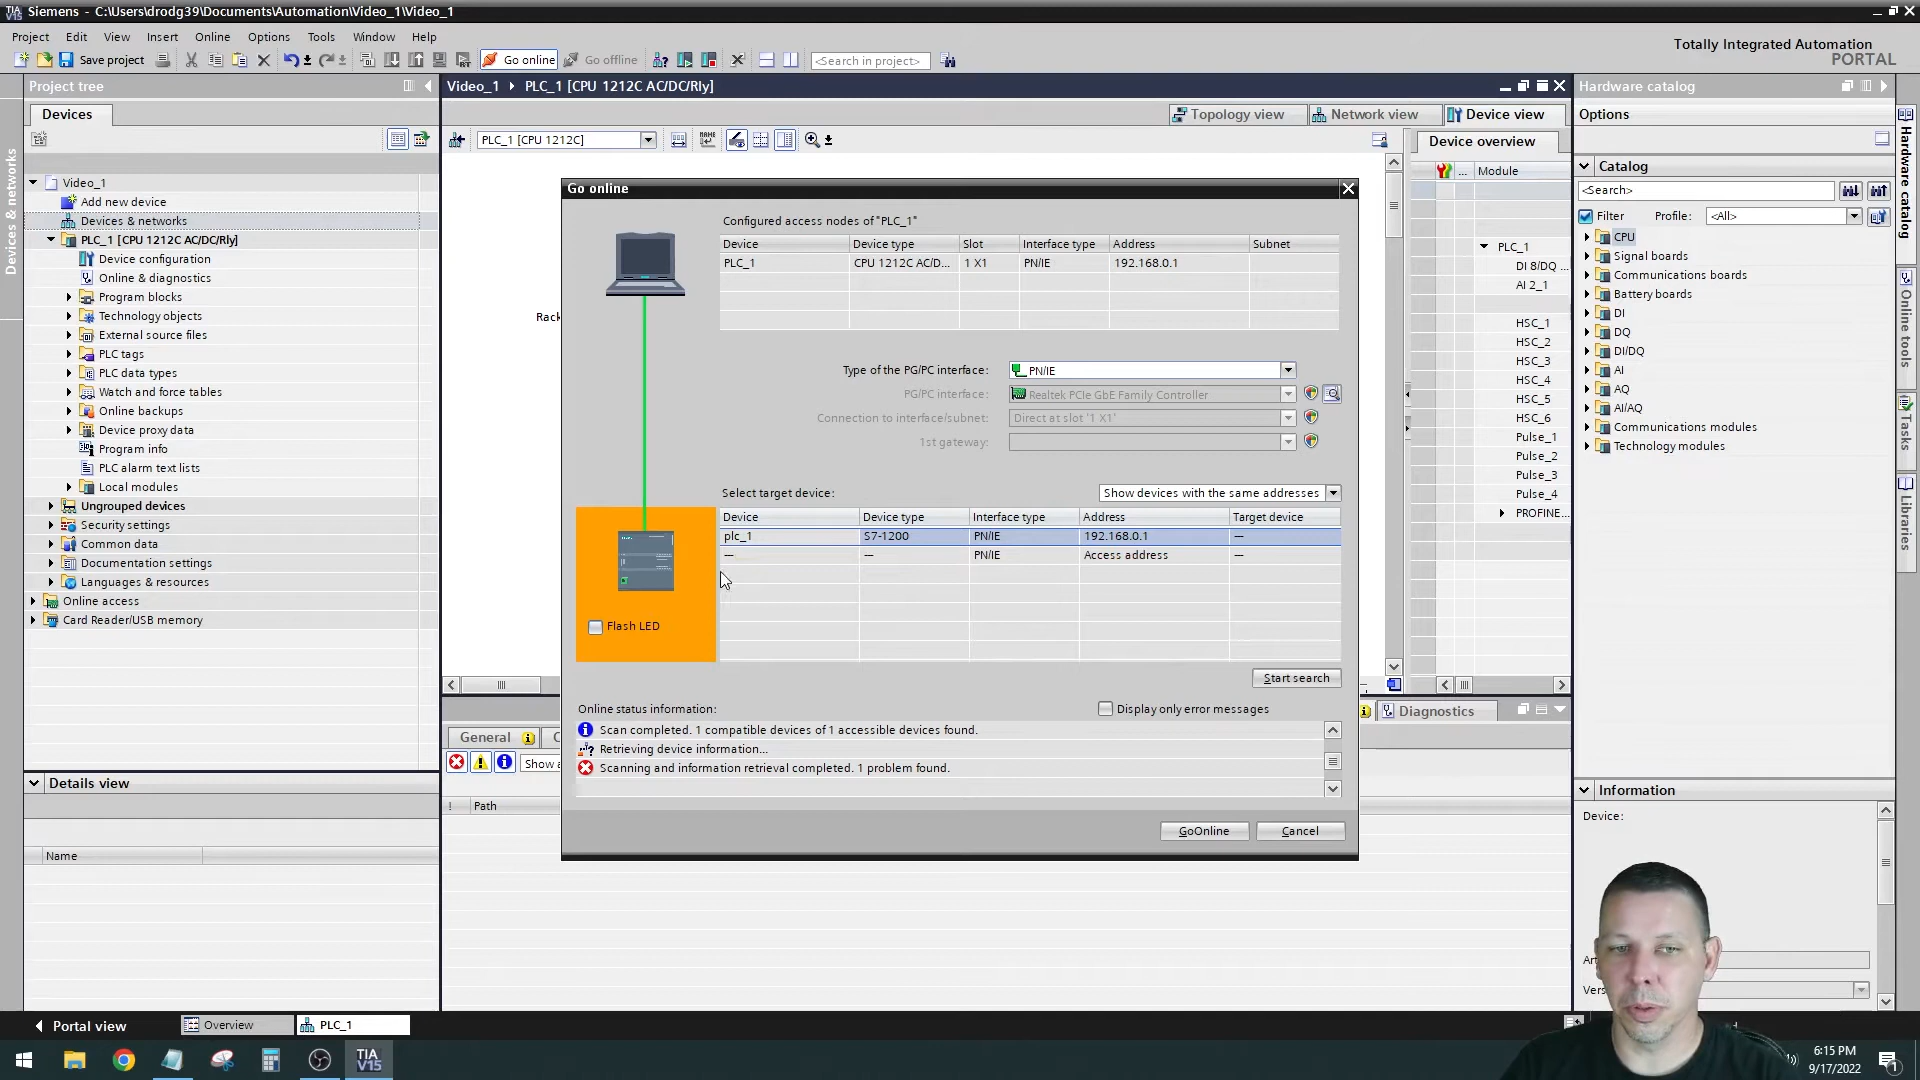 Siemens - C:\Users\drodg39\Documents\Automation\Video_1\Video_1
Project Edit View Insert Online Options Tools Window Help
Totally Integrated Automation
PORTAL
Save project
Go online
Go offline
<Search in project>
Project tree
Devices
Devices & networks
Video_1
Add new device
Devices & networks
PLC_1 [CPU 1212C AC/DC/Rly]
Device configuration
Online & diagnostics
Program blocks
Technology objects
External source files
PLC tags
PLC data types
Watch and force tables
Online backups
Device proxy data
Program info
PLC alarm text lists
Local modules
Ungrouped devices
Security settings
Common data
Documentation settings
Languages & resources
Online access
Card Reader/USB memory
Details view
Name
Video_1 PLC_1 [CPU 1212C AC/DC/Rly]
Topology view
Network view
Device view
PLC_1 [CPU 1212C]
Rack
Go online
Configured access nodes of "PLC_1"
Device Device type Slot Interface type Address Subnet
PLC_1 CPU 1212C AC/D... 1 X1 PN/IE 192.168.0.1
Type of the PG/PC interface: PN/IE
PG/PC interface: Realtek PCIe GbE Family Controller
Connection to interface/subnet: Direct at slot '1 X1'
1st gateway:
Select target device:
Show devices with the same addresses
Device Device type Interface type Address Target device
plc_1 S7-1200 PN/IE 192.168.0.1 —
— — PN/IE Access address —
Flash LED
Start search
Online status information:
Display only error messages
Scan completed. 1 compatible devices of 1 accessible devices found.
Retrieving device information...
Scanning and information retrieval completed. 1 problem found.
GoOnline
Cancel
Device overview
... Module
PLC_1
DI 8/DQ ...
AI 2_1
HSC_1
HSC_2
HSC_3
HSC_4
HSC_5
HSC_6
Pulse_1
Pulse_2
Pulse_3
Pulse_4
PROFINE...
Diagnostics
General
Show a
! Path
Hardware catalog
Options
Catalog
<Search>
Filter
Profile: <All>
CPU
Signal boards
Communications boards
Battery boards
DI
DQ
DI/DQ
AI
AQ
AI/AQ
Communications modules
Technology modules
Information
Device:
Hardware catalog
Online tools
Tasks
Libraries
Portal view
Overview
PLC_1
TIA
V15
6:15 PM
9/17/2022